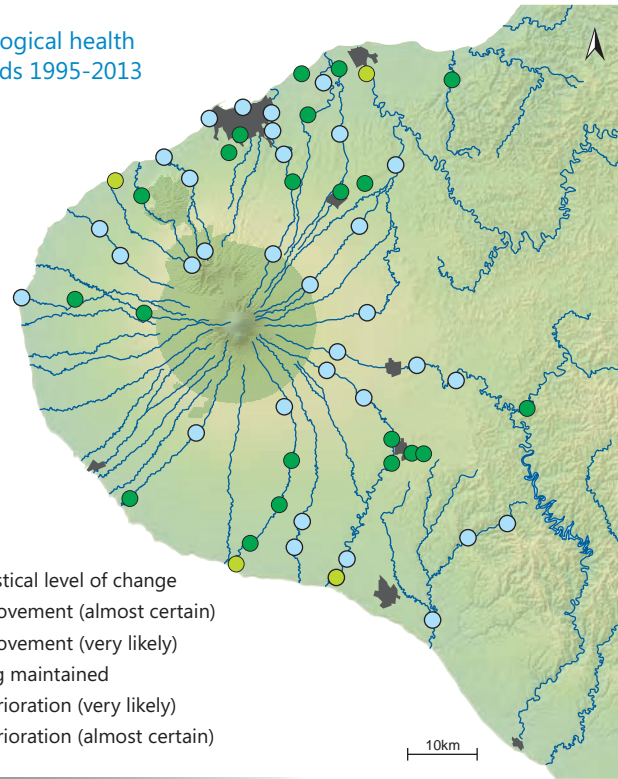 ogical health
ds 1995-2013
stical level of change
ovement (almost certain)
ovement (very likely)
g maintained
rioration (very likely)
rioration (almost certain)
10km